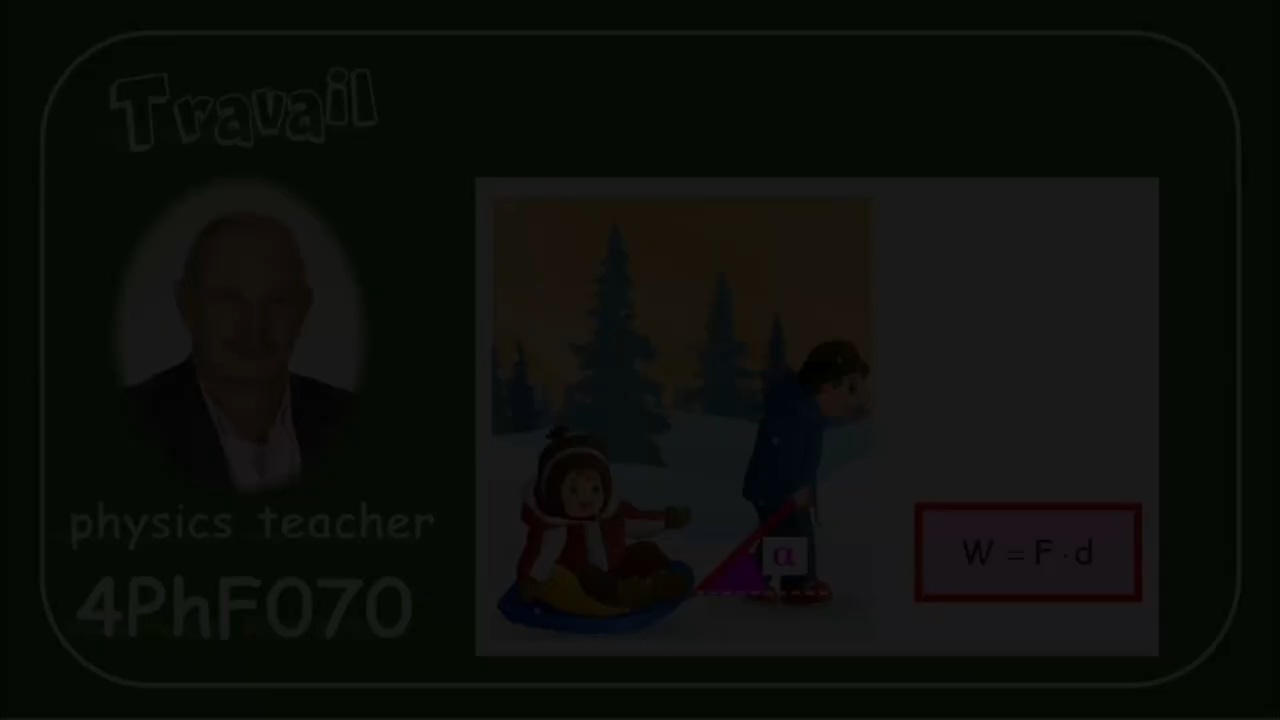 Travail
physics teacher
4PhF070
α
W = F · d